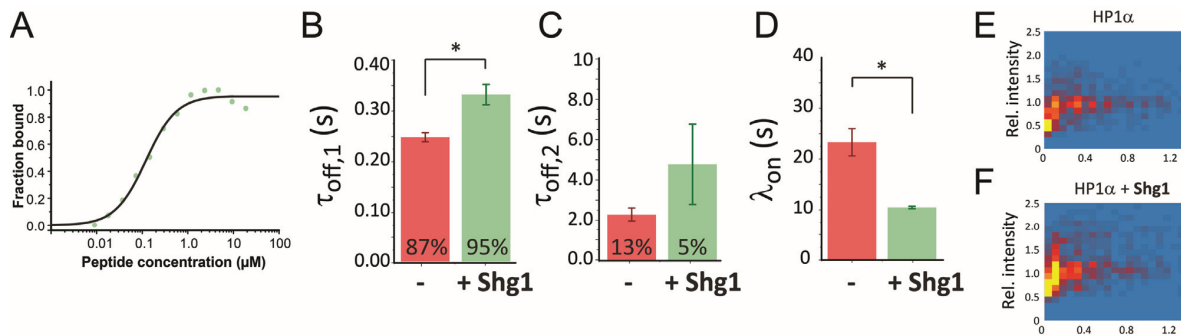 A
Fraction bound
1.0
0.8
0.6
0.4
0.2
0.0
0.01 0.1 1.0 10 100
Peptide concentration (µM)
B
τoff,1 (s)
0.40
0.30
0.20
0.10
0.00
*
87% 95%
- + Shg1
C
τoff,2 (s)
10
8
6
4
2.0
0.0
13% 5%
- + Shg1
D
λon (s)
40
30
20
10
0
*
- + Shg1
E
HP1α
Rel. intensity
2.5
2.0
1.5
1.0
0.5
0
0 0.4 0.8 1.2
F
HP1α + Shg1
Rel. intensity
2.5
2.0
1.5
1.0
0.5
0
0 0.4 0.8 1.2